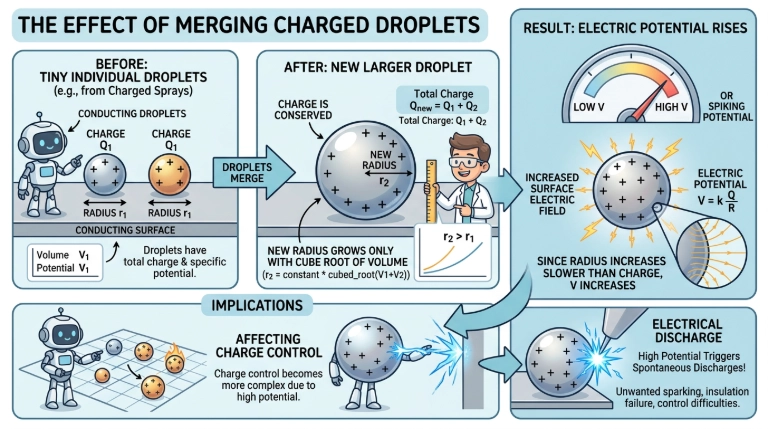 THE EFFECT OF MERGING CHARGED DROPLETS
BEFORE:
TINY INDIVIDUAL DROPLETS
(e.g., from Charged Sprays)
CONDUCTING DROPLETS
CHARGE
Q₁
CHARGE
Q₁
RADIUS r₁
RADIUS r₁
CONDUCTING SURFACE
Volume V₁
Potential V₁
Droplets have
total charge & specific
potential.
DROPLETS
MERGE
AFTER: NEW LARGER DROPLET
CHARGE IS
CONSERVED
Total Charge
Qnew = Q₁ + Q₂
Total Charge: Q₁ + Q₂
NEW
RADIUS
r₂
NEW RADIUS GROWS ONLY
WITH CUBE ROOT OF VOLUME
(r₂ = constant * cubed_root(V1+V2))
r₂ > r₁
RESULT: ELECTRIC POTENTIAL RISES
LOW V
HIGH V
OR
SPIKING
POTENTIAL
INCREASED
SURFACE
ELECTRIC
FIELD
ELECTRIC
POTENTIAL
V = k Q/R
SINCE RADIUS INCREASES
SLOWER THAN CHARGE,
V INCREASES
IMPLICATIONS
AFFECTING
CHARGE CONTROL
Charge control becomes
more complex due to
high potential.
ELECTRICAL
DISCHARGE
High Potential Triggers
Spontaneous Discharges!
Unwanted sparking, insulation
failure, control difficulties.